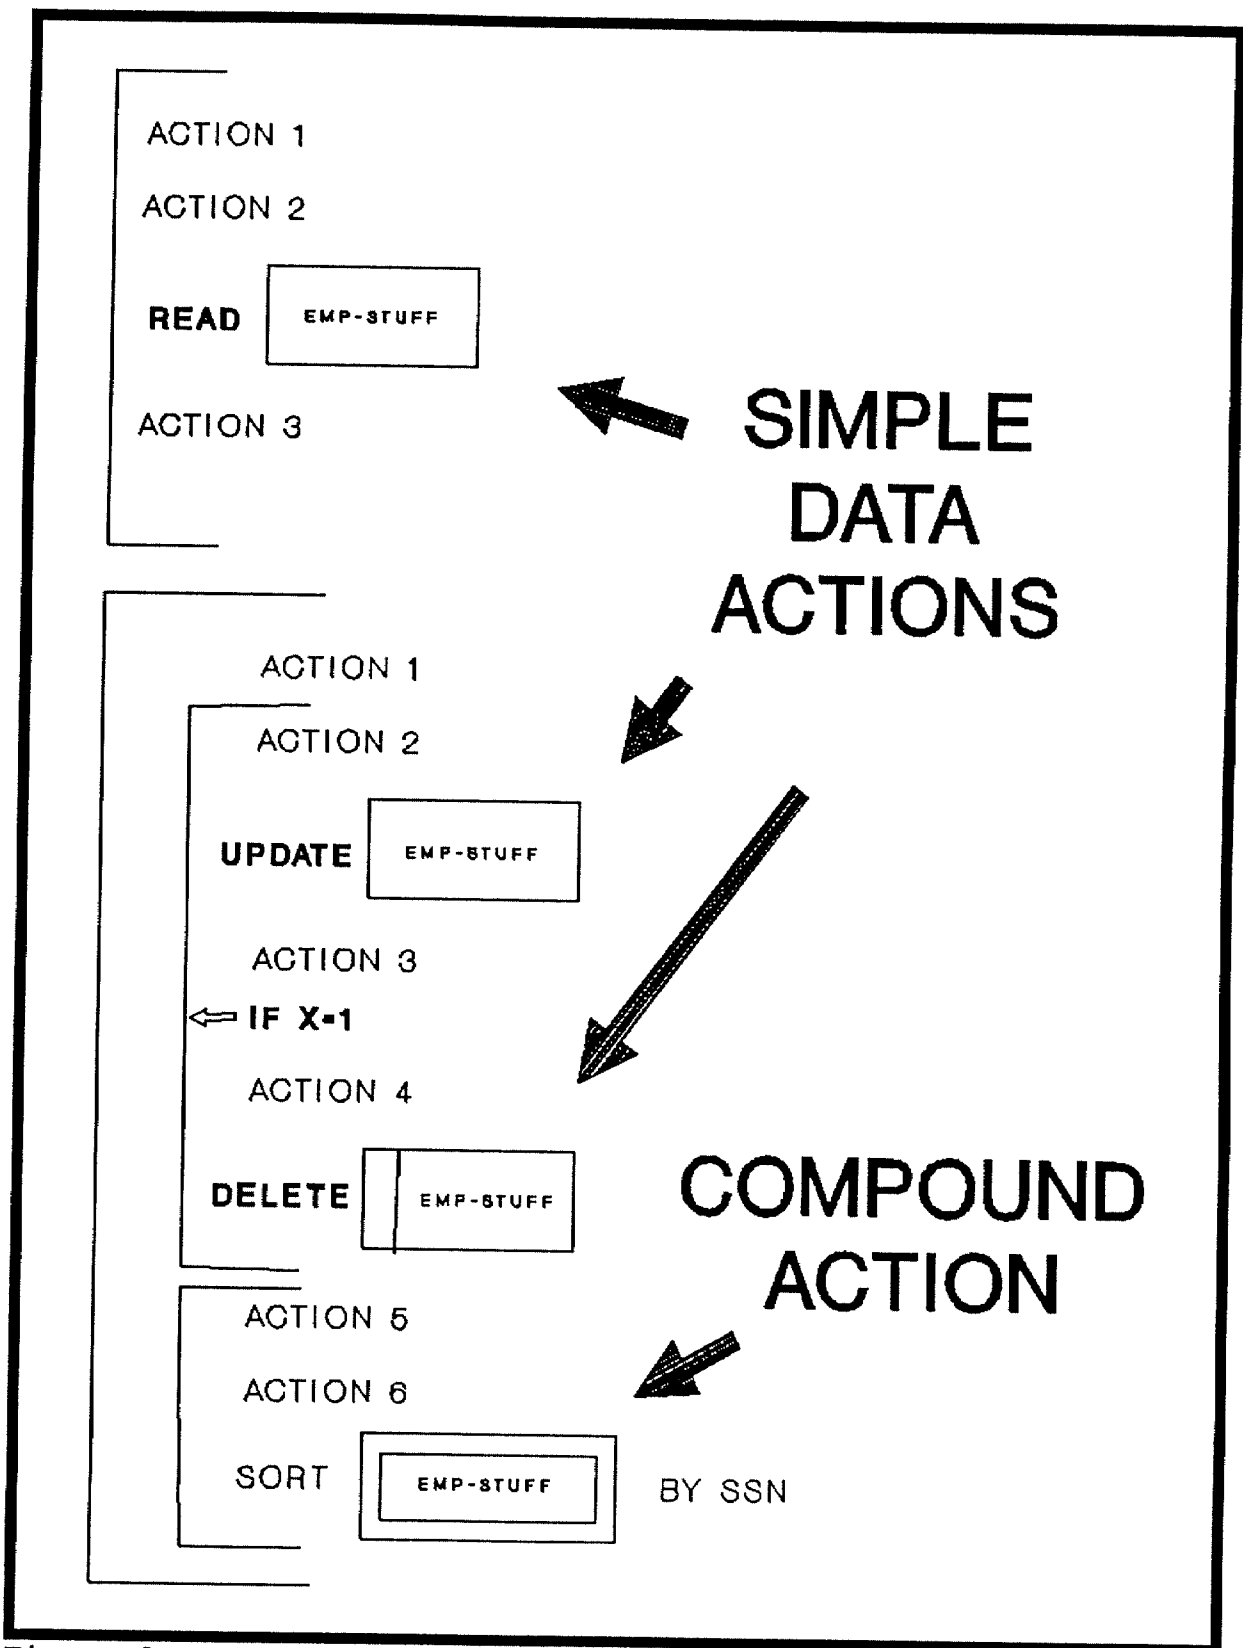 ACTION 1
ACTION 2
READ EMP-STUFF
ACTION 3
SIMPLE
DATA
ACTIONS
ACTION 1
ACTION 2
UPDATE EMP-STUFF
ACTION 3
IF X=1
ACTION 4
DELETE EMP-STUFF
COMPOUND
ACTION
ACTION 5
ACTION 6
SORT EMP-STUFF BY SSN